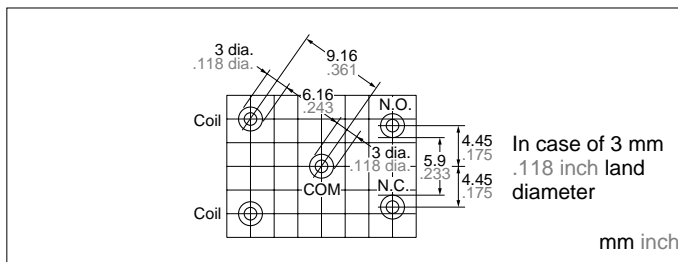 3 dia.
.118 dia.
9.16
.361
6.16
.243
N.O.
Coil
4.45
.175
In case of 3 mm
.118 inch land
diameter
3 dia.
.118 dia.
5.9
.233
COM
N.C.
4.45
.175
Coil
mm inch